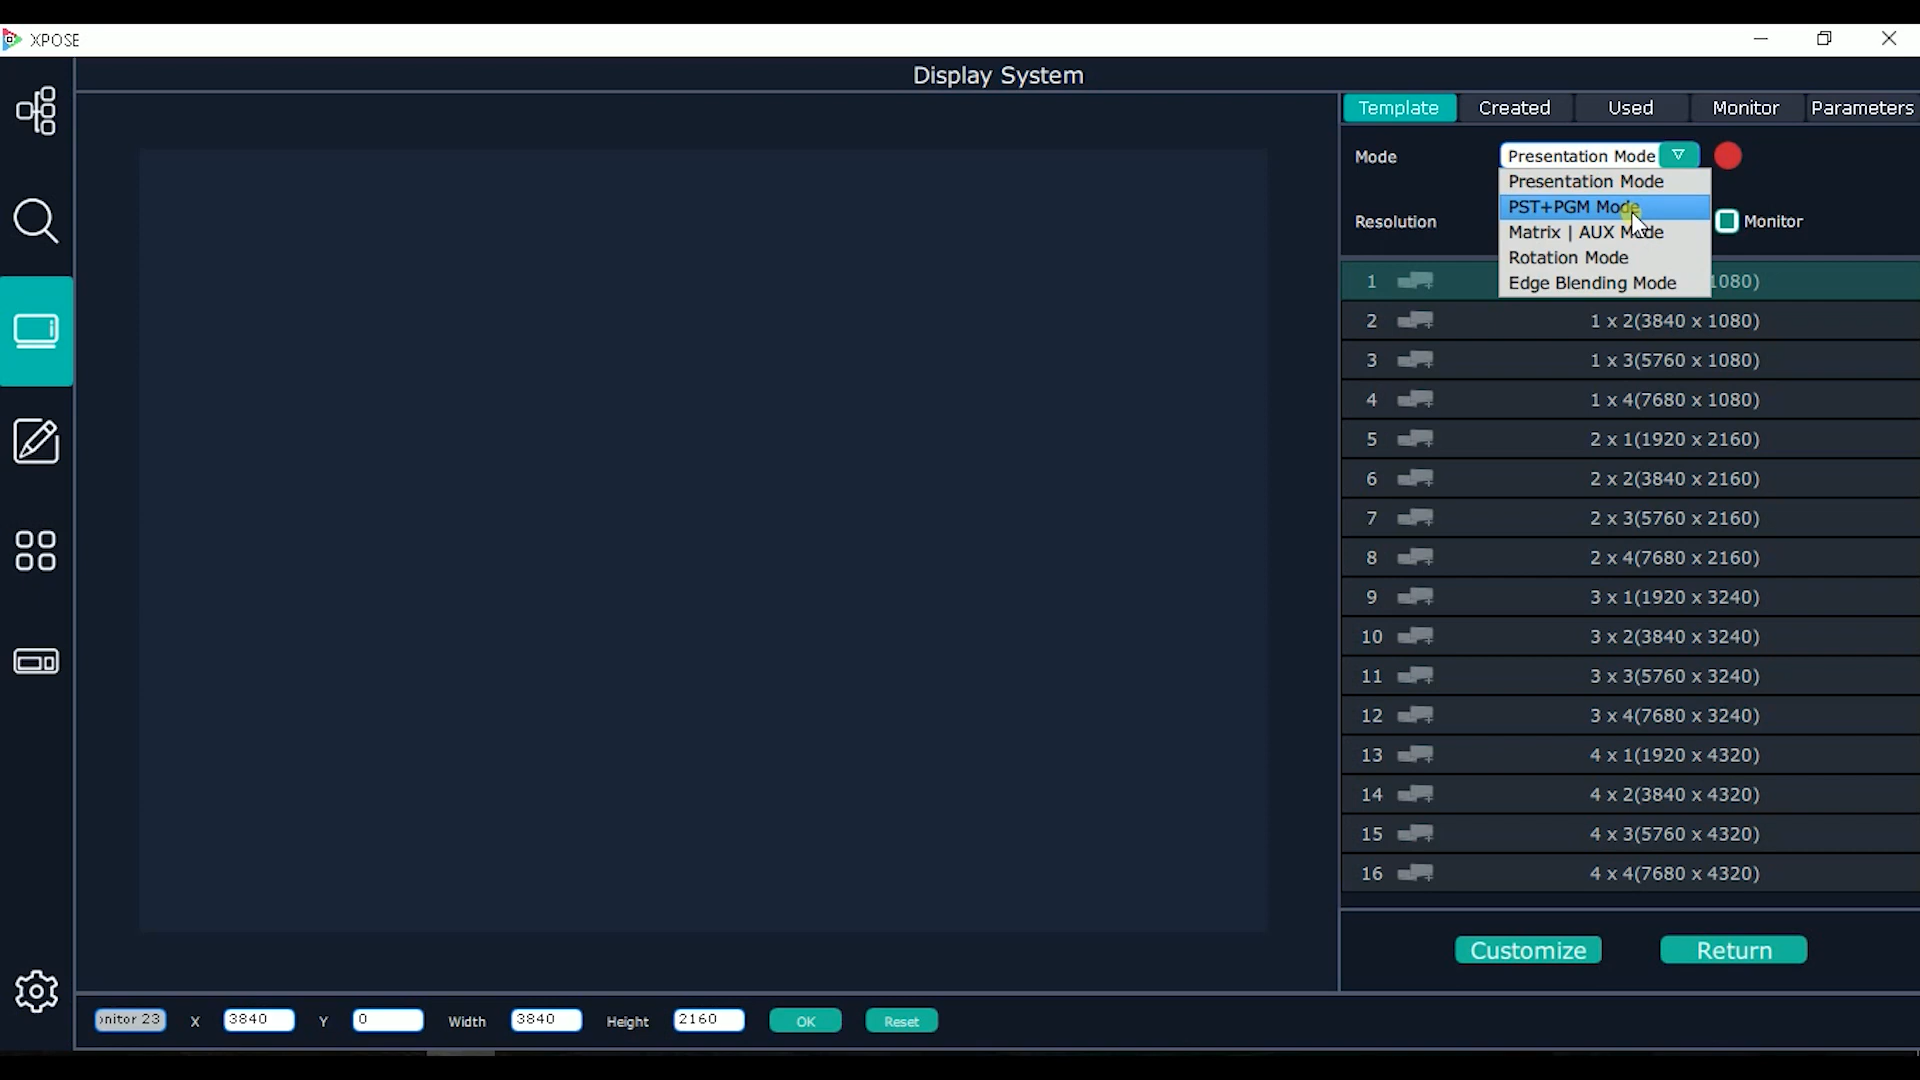 XPOSE
Display System
Template Created Used Monitor Parameters
Mode Presentation Mode
Presentation Mode
PST+PGM Mode
Resolution Monitor
Matrix | AUX Mode
Rotation Mode
Edge Blending Mode
1 1080)
2 1 x 2(3840 x 1080)
3 1 x 3(5760 x 1080)
4 1 x 4(7680 x 1080)
5 2 x 1(1920 x 2160)
6 2 x 2(3840 x 2160)
7 2 x 3(5760 x 2160)
8 2 x 4(7680 x 2160)
9 3 x 1(1920 x 3240)
10 3 x 2(3840 x 3240)
11 3 x 3(5760 x 3240)
12 3 x 4(7680 x 3240)
13 4 x 1(1920 x 4320)
14 4 x 2(3840 x 4320)
15 4 x 3(5760 x 4320)
16 4 x 4(7680 x 4320)
Customize Return
nitor 23 X 3840 Y 0 Width 3840 Height 2160 OK Reset